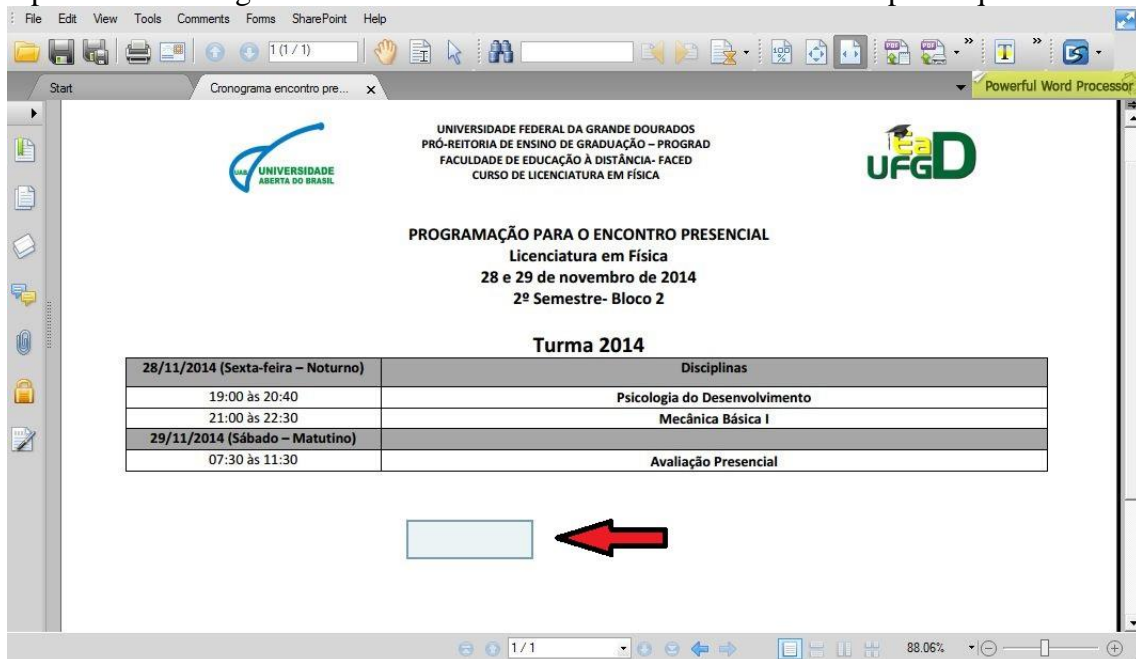 File Edit View Tools Comments Forms SharePoint Help
1 (1 / 1)
Start
Cronograma encontro pre... x
Powerful Word Processor
UAB UNIVERSIDADE
ABERTA DO BRASIL
UNIVERSIDADE FEDERAL DA GRANDE DOURADOS
PRÓ-REITORIA DE ENSINO DE GRADUAÇÃO – PROGRAD
FACULDADE DE EDUCAÇÃO À DISTÂNCIA- FACED
CURSO DE LICENCIATURA EM FÍSICA
EaD
UFGD
PROGRAMAÇÃO PARA O ENCONTRO PRESENCIAL
Licenciatura em Física
28 e 29 de novembro de 2014
2º Semestre- Bloco 2
Turma 2014
28/11/2014 (Sexta-feira – Noturno) Disciplinas
19:00 às 20:40 Psicologia do Desenvolvimento
21:00 às 22:30 Mecânica Básica I
29/11/2014 (Sábado – Matutino)
07:30 às 11:30 Avaliação Presencial
1 / 1
88.06%